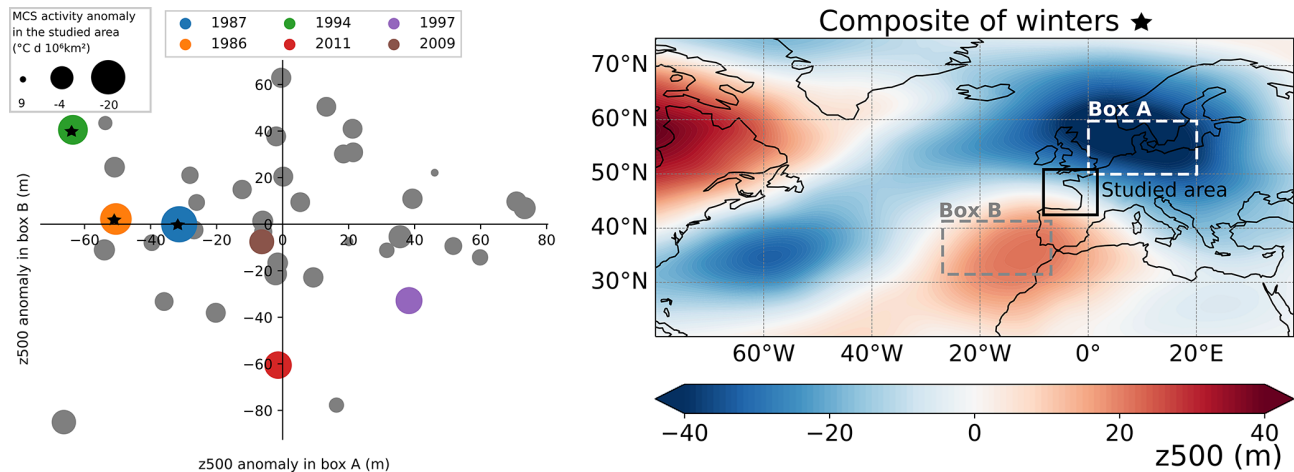 MCS activity anomaly
in the studied area
(°C d 10⁶km²)
9 -4 -20
1987 1994 1997
1986 2011 2009
z500 anomaly in box B (m)
60
40
20
0
−20
−40
−60
−80
−60 −40 −20 0 20 40 60 80
z500 anomaly in box A (m)
Composite of winters ★
70°N
60°N
50°N
40°N
30°N
Box A
Studied area
Box B
60°W 40°W 20°W 0° 20°E
−40 −20 0 20 40
z500 (m)